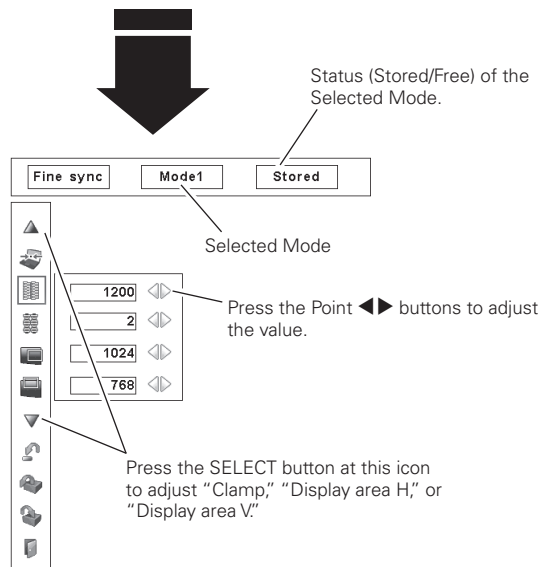 Status (Stored/Free) of the
Selected Mode.
Fine sync
Mode1
Stored
Selected Mode
1200
2
1024
768
Press the Point ◀▶ buttons to adjust
the value.
Press the SELECT button at this icon
to adjust “Clamp,” “Display area H,” or
“Display area V.”